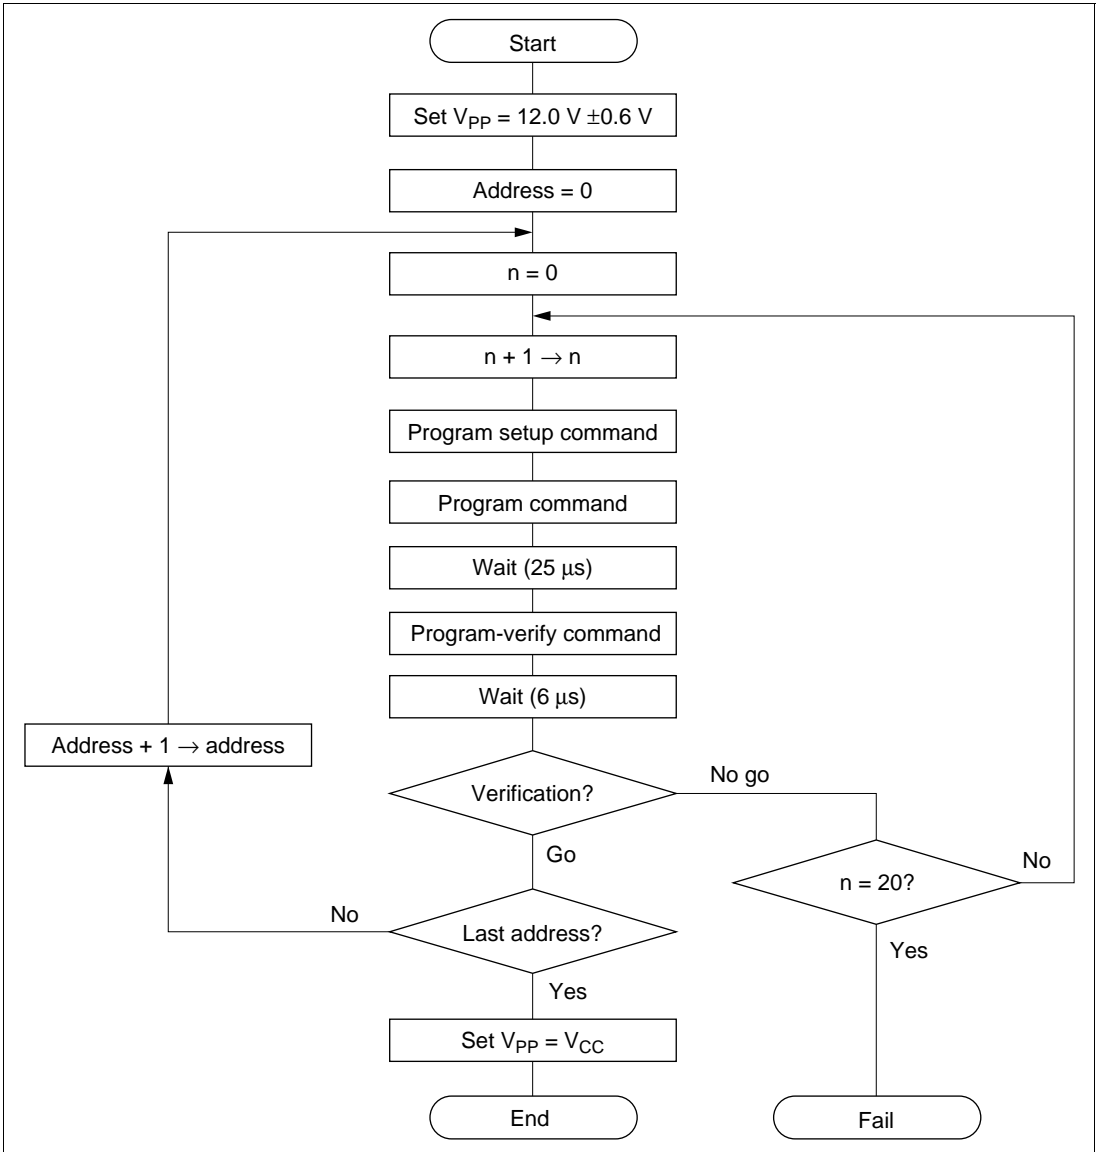 Start
Set VPP = 12.0 V ±0.6 V
Address = 0
n = 0
n + 1 → n
Program setup command
Program command
Wait (25 μs)
Program-verify command
Wait (6 μs)
Address + 1 → address
Verification?
No go
Go
n = 20?
No
No
Last address?
Yes
Yes
Set VPP = VCC
End
Fail